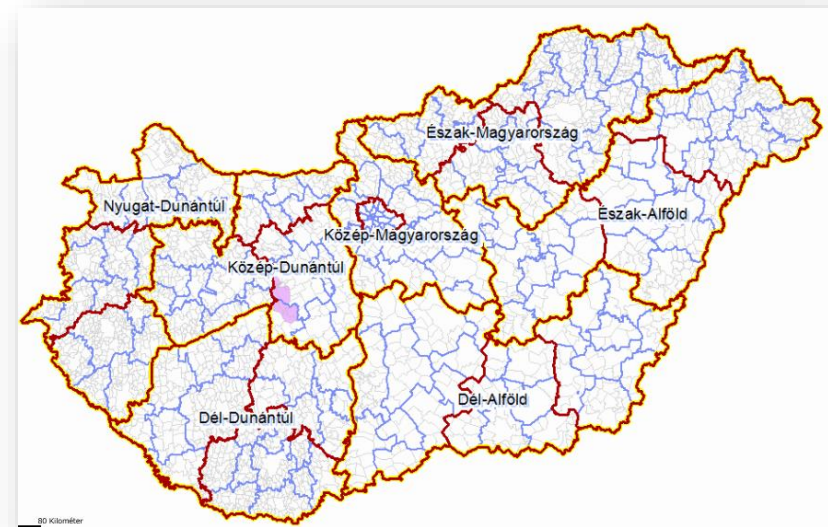 Észak-Magyarország
Nyugat-Dunántúl
Észak-Alföld
Közép-Magyarország
Közép-Dunántúl
Dél-Alföld
Dél-Dunántúl
80 Kilométer